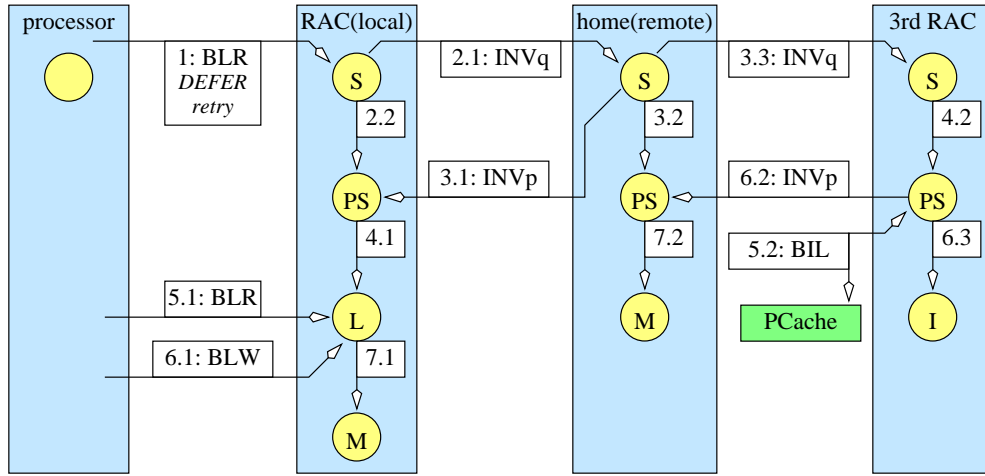 processor
RAC(local)
home(remote)
3rd RAC
1: BLR
DEFER
retry
2.1: INVq
3.3: INVq
S
S
S
2.2
3.2
4.2
3.1: INVp
6.2: INVp
PS
PS
PS
4.1
7.2
5.2: BIL
6.3
5.1: BLR
L
M
PCache
I
6.1: BLW
7.1
M